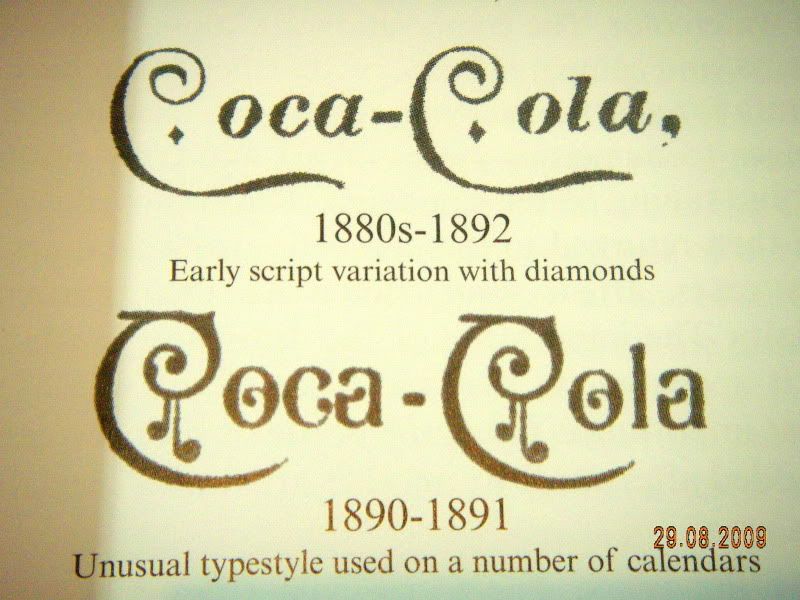 Coca-Cola,
1880s-1892
Early script variation with diamonds
Coca-Cola
1890-1891
29.08.2009
Unusual typestyle used on a number of calendars